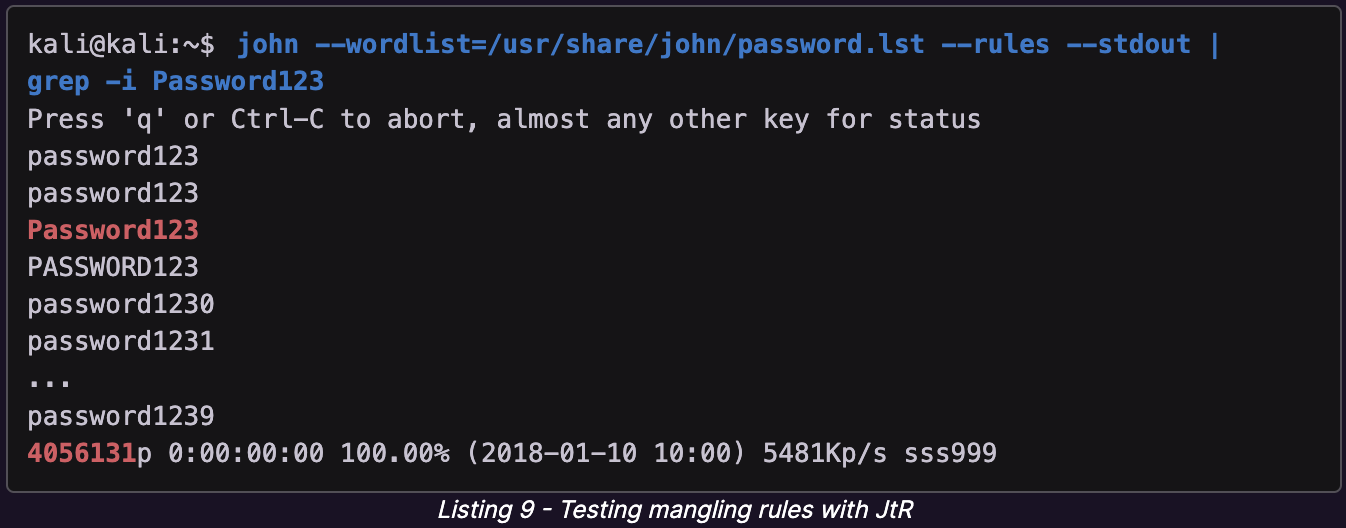 kali@kali:~$ john --wordlist=/usr/share/john/password.lst --rules --stdout |
grep -i Password123
Press 'q' or Ctrl-C to abort, almost any other key for status
password123
password123
Password123
PASSWORD123
password1230
password1231
...
password1239
4056131p 0:00:00:00 100.00% (2018-01-10 10:00) 5481Kp/s sss999
Listing 9 - Testing mangling rules with JtR